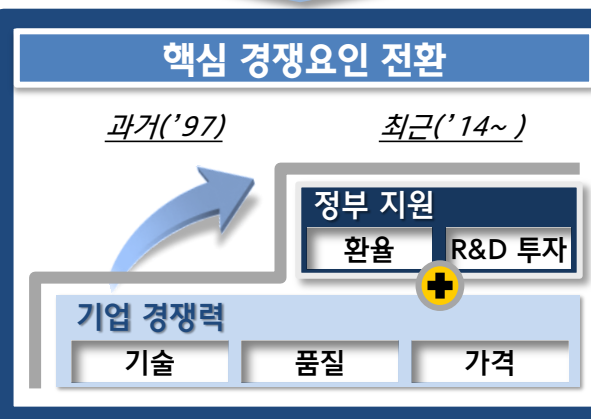 핵심 경쟁요인 전환
과거(’97) 최근(’14~ )
정부 지원
환율 R&D 투자
기업 경쟁력
기술 품질 가격